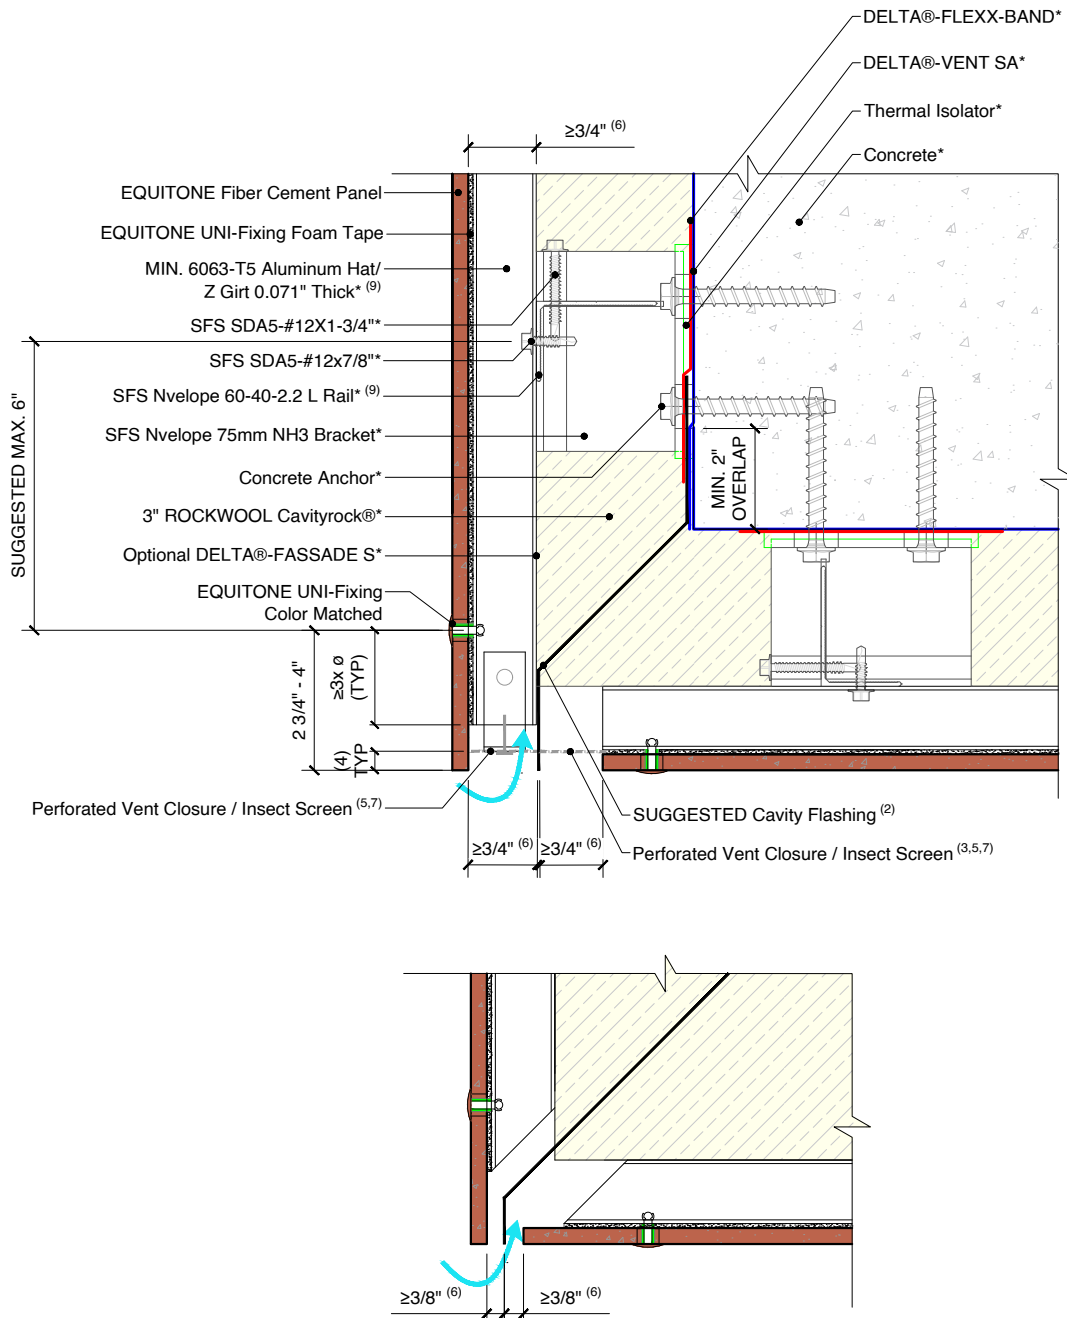 DELTA®-FLEXX-BAND*
DELTA®-VENT SA*
Thermal Isolator*
Concrete*
≥3/4" (6)
EQUITONE Fiber Cement Panel
EQUITONE UNI-Fixing Foam Tape
MIN. 6063-T5 Aluminum Hat/
Z Girt 0.071" Thick* (9)
SFS SDA5-#12X1-3/4"*
SFS SDA5-#12x7/8"*
SFS Nvelope 60-40-2.2 L Rail* (9)
SFS Nvelope 75mm NH3 Bracket*
Concrete Anchor*
3" ROCKWOOL Cavityrock®*
Optional DELTA®-FASSADE S*
EQUITONE UNI-Fixing
Color Matched
SUGGESTED MAX. 6"
MIN. 2"
OVERLAP
2 3/4" - 4"
≥3x ø
(TYP)
(4)
TYP
Perforated Vent Closure / Insect Screen (5,7)
SUGGESTED Cavity Flashing (2)
Perforated Vent Closure / Insect Screen (3,5,7)
≥3/4" (6)
≥3/4" (6)
≥3/8" (6)
≥3/8" (6)